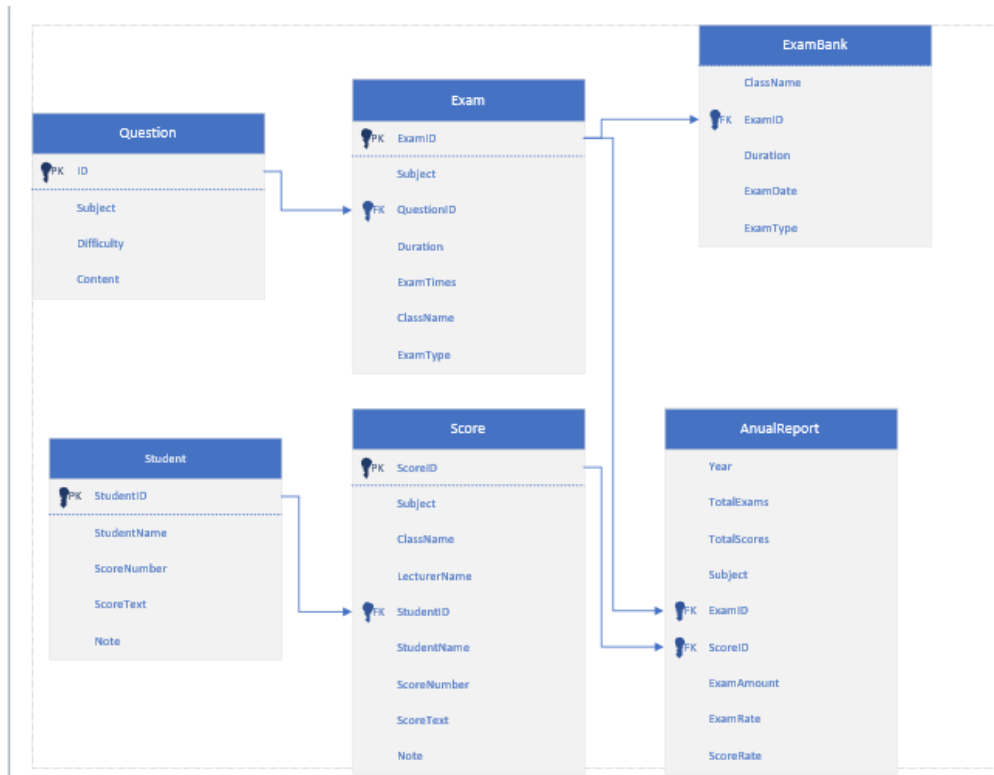 Question
PK ID
Subject
Difficulty
Content
Exam
PK ExamID
Subject
FK QuestionID
Duration
ExamTimes
ClassName
ExamType
ExamBank
ClassName
FK ExamID
Duration
ExamDate
ExamType
Student
PK StudentID
StudentName
ScoreNumber
ScoreText
Note
Score
PK ScoreID
Subject
ClassName
LecturerName
FK StudentID
StudentName
ScoreNumber
ScoreText
Note
AnualReport
Year
TotalExams
TotalScores
Subject
FK ExamID
FK ScoreID
ExamAmount
ExamRate
ScoreRate